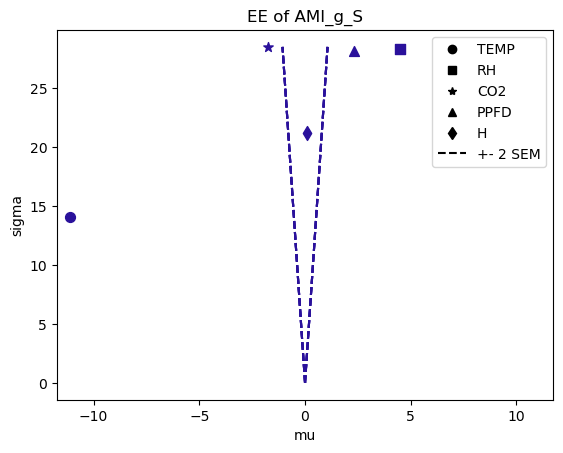 EE of AMI_g_S
TEMP
RH
CO2
PPFD
H
+- 2 SEM
sigma
25
20
15
10
5
0
−10
−5
0
5
10
mu